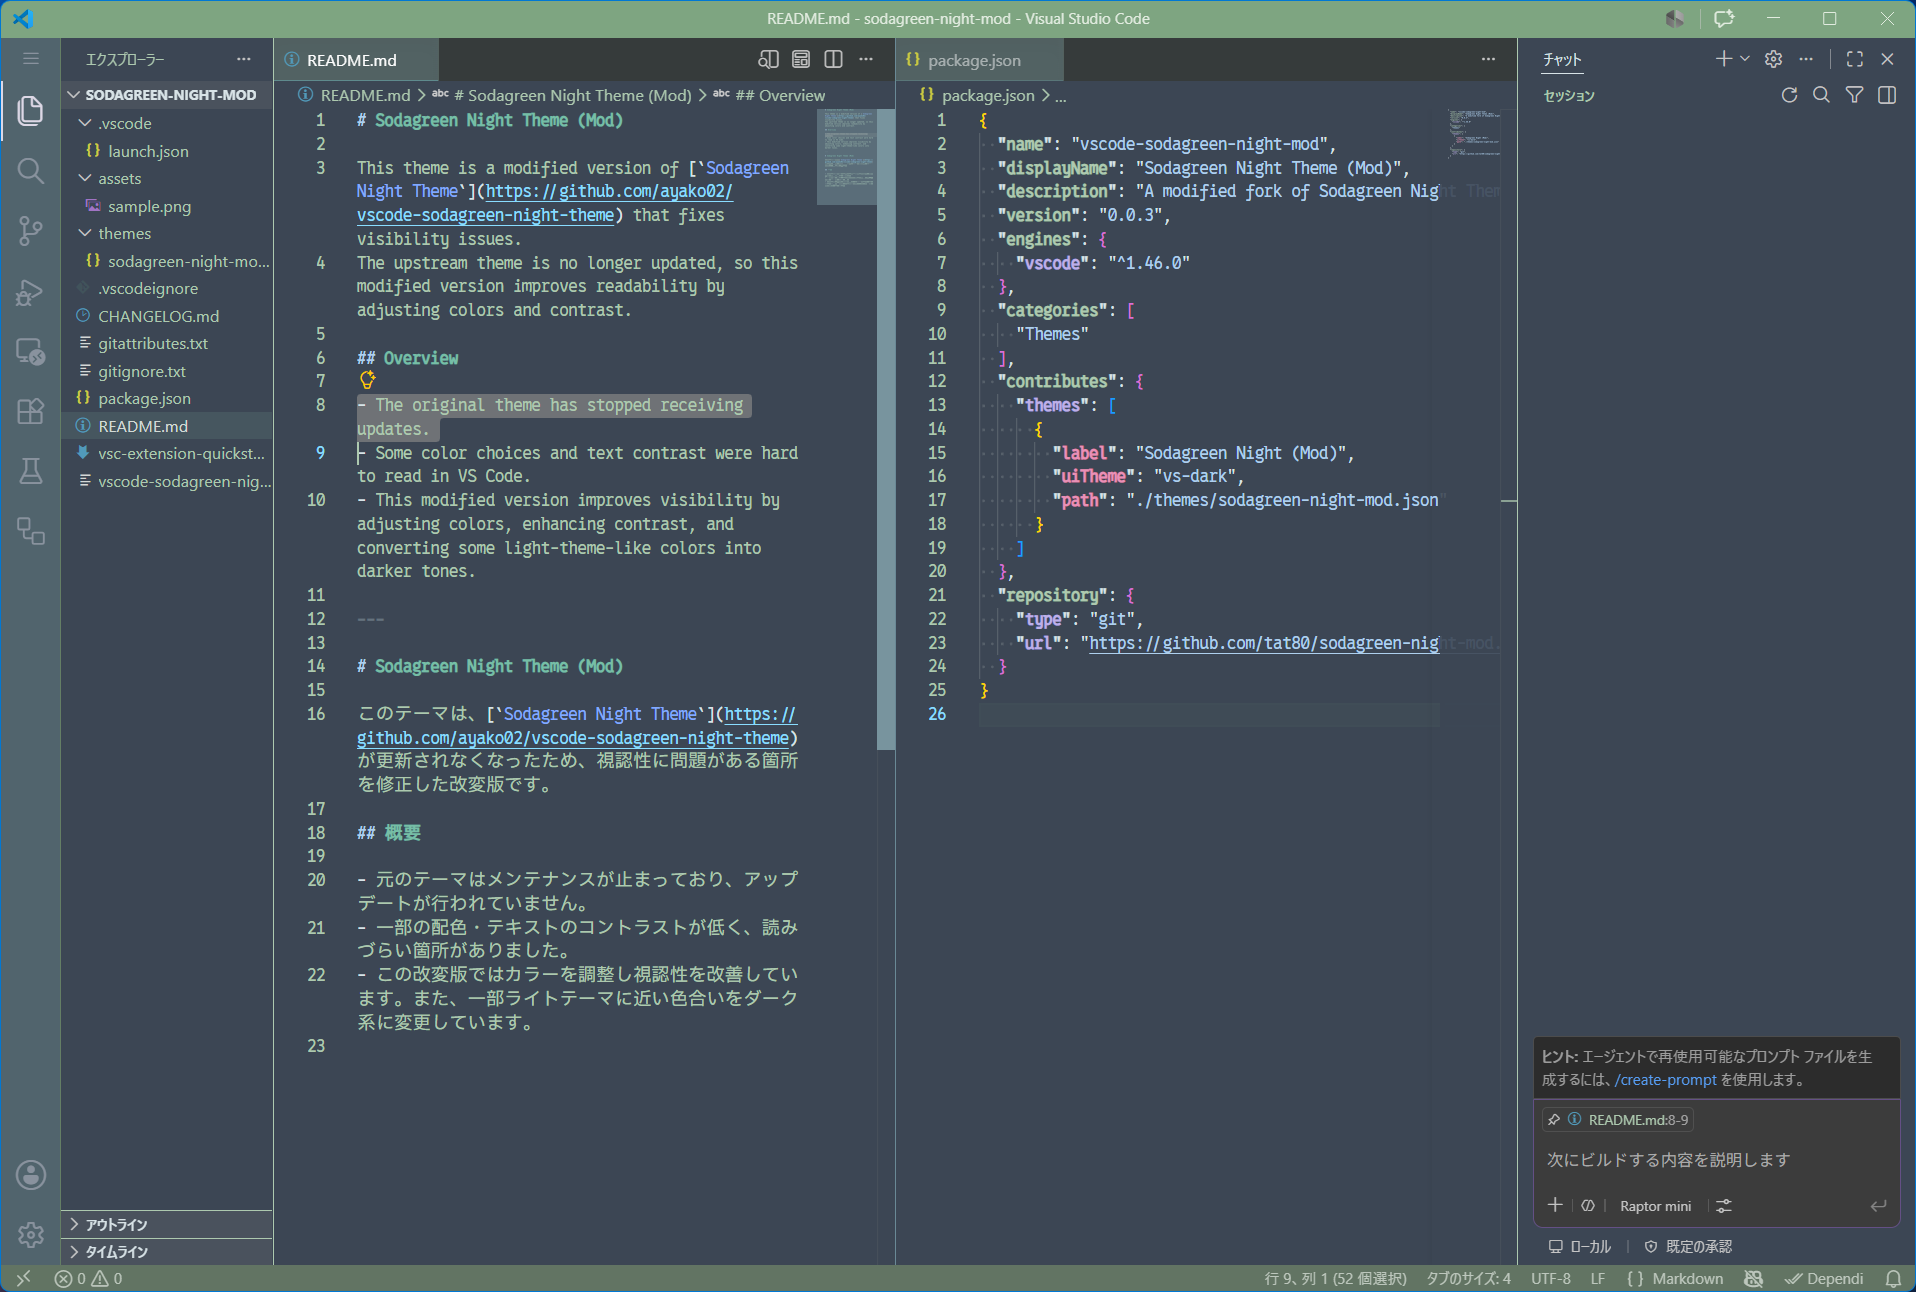 README.md - sodagreen-night-mod - Visual Studio Code
エクスプローラー
SODAGREEN-NIGHT-MOD
.vscode
launch.json
assets
sample.png
themes
sodagreen-night-mo...
.vscodeignore
CHANGELOG.md
gitattributes.txt
gitignore.txt
package.json
README.md
vsc-extension-quickst...
vscode-sodagreen-nig...
アウトライン
タイムライン
README.md
README.md > # Sodagreen Night Theme (Mod) > ## Overview
1 # Sodagreen Night Theme (Mod)
2
3 This theme is a modified version of [`Sodagreen
Night Theme`](https://github.com/ayako02/
vscode-sodagreen-night-theme) that fixes
visibility issues.
4 The upstream theme is no longer updated, so this
modified version improves readability by
adjusting colors and contrast.
5
6 ## Overview
7
8 - The original theme has stopped receiving
updates.
9 - Some color choices and text contrast were hard
to read in VS Code.
10 - This modified version improves visibility by
adjusting colors, enhancing contrast, and
converting some light-theme-like colors into
darker tones.
11
12 ---
13
14 # Sodagreen Night Theme (Mod)
15
16 このテーマは、[`Sodagreen Night Theme`](https://
github.com/ayako02/vscode-sodagreen-night-theme)
が更新されなくなったため、視認性に問題がある箇所
を修正した改変版です。
17
18 ## 概要
19
20 - 元のテーマはメンテナンスが止まっており、アップ
デートが行われていません。
21 - 一部の配色・テキストのコントラストが低く、読み
づらい箇所がありました。
22 - この改変版ではカラーを調整し視認性を改善してい
ます。また、一部ライトテーマに近い色合いをダーク
系に変更しています。
23
package.json
package.json > ...
1 {
2 "name": "vscode-sodagreen-night-mod",
3 "displayName": "Sodagreen Night Theme (Mod)",
4 "description": "A modified fork of Sodagreen Night Them
5 "version": "0.0.3",
6 "engines": {
7 "vscode": "^1.46.0"
8 },
9 "categories": [
10 "Themes"
11 ],
12 "contributes": {
13 "themes": [
14 {
15 "label": "Sodagreen Night (Mod)",
16 "uiTheme": "vs-dark",
17 "path": "./themes/sodagreen-night-mod.json"
18 }
19 ]
20 },
21 "repository": {
22 "type": "git",
23 "url": "https://github.com/tat80/sodagreen-night-mod.
24 }
25 }
26
チャット
セッション
ヒント: エージェントで再使用可能なプロンプト ファイルを生
成するには、/create-prompt を使用します。
README.md:8-9
次にビルドする内容を説明します
Raptor mini
ローカル
既定の承認
0 0
行 9、列 1 (52 個選択)
タブのサイズ: 4
UTF-8
LF
{ } Markdown
Dependi